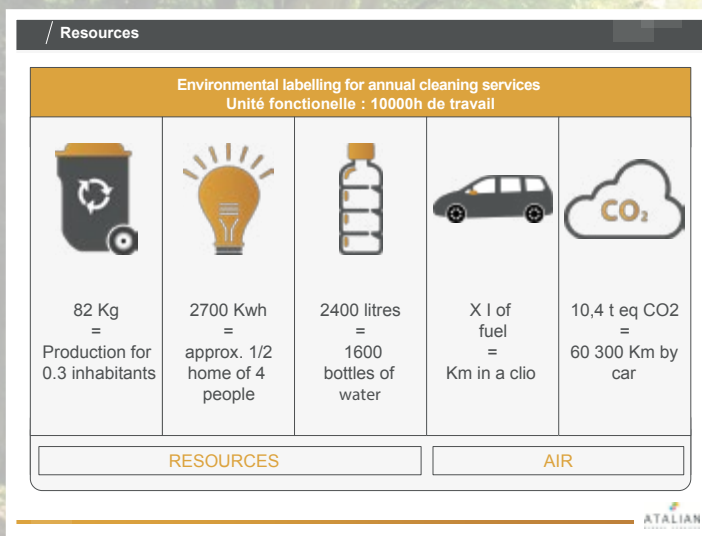 Resources
Environmental labelling for annual cleaning services
Unité fonctionelle : 10000h de travail
CO₂
82 Kg
=
Production for
0.3 inhabitants
2700 Kwh
=
approx. 1/2
home of 4
people
2400 litres
=
1600
bottles of
water
X l of
fuel
=
Km in a clio
10,4 t eq CO2
=
60 300 Km by
car
RESOURCES
AIR
ATALIAN